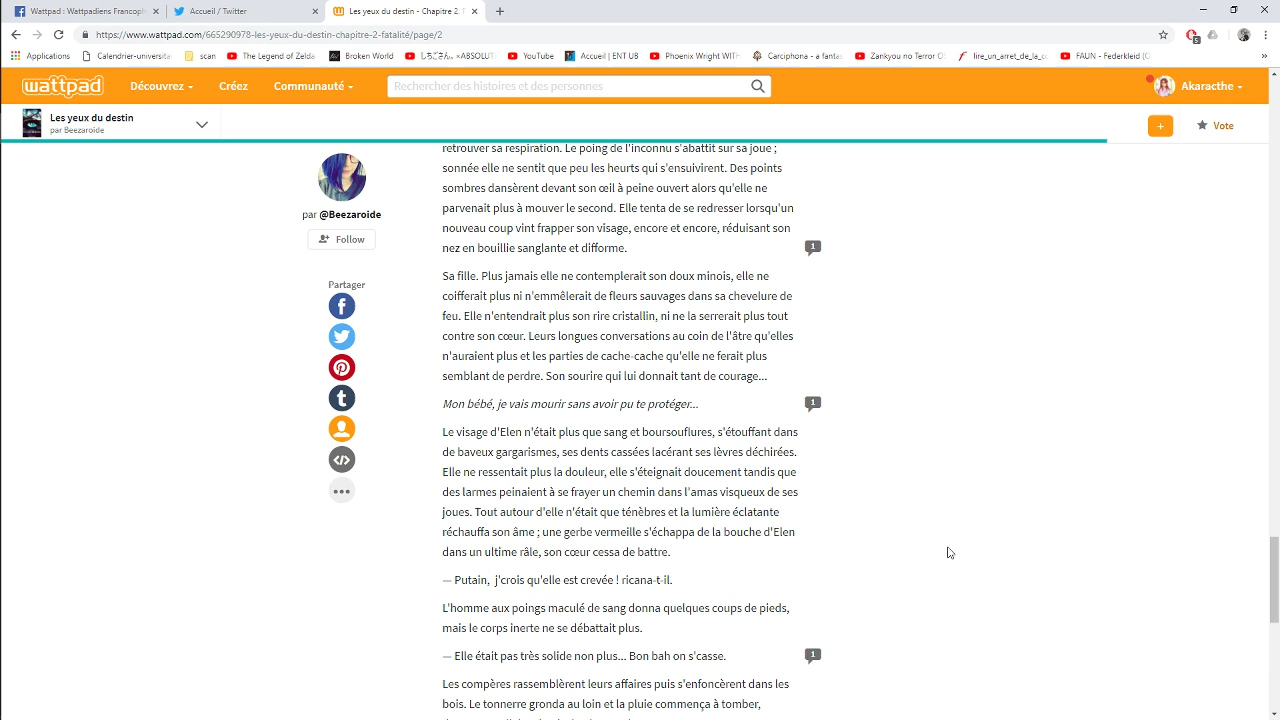 Wattpad : Wattpadiens Francoph
Accueil / Twitter
Les yeux du destin - Chapitre 2. F
https://www.wattpad.com/665290978-les-yeux-du-destin-chapitre-2-fatalité/page/2
5
Applications
Calendrier-universita
scan
The Legend of Zelda
Broken World
しちごさん。×ABSOLUT
YouTube
Accueil | ENT UB
Phoenix Wright WITH
Carciphona - a fantas
Zankyou no Terror OS
lire_un_arret_de_la_co
FAUN - Federkleid (O
»
wattpad
Découvrez
Créez
Communauté
Rechercher des histoires et des personnes
Akaracthe
Les yeux du destin
par Beezaroide
+
Vote
par @Beezaroide
Follow
Partager
retrouver sa respiration. Le poing de l'inconnu s'abattit sur sa joue ;
sonnée elle ne sentit que peu les heurts qui s'ensuivirent. Des points
sombres dansèrent devant son œil à peine ouvert alors qu'elle ne
parvenait plus à mouver le second. Elle tenta de se redresser lorsqu'un
nouveau coup vint frapper son visage, encore et encore, réduisant son
nez en bouillie sanglante et difforme.
1
Sa fille. Plus jamais elle ne contemplerait son doux minois, elle ne
coifferait plus ni n'emmêlerait de fleurs sauvages dans sa chevelure de
feu. Elle n'entendrait plus son rire cristallin, ni ne la serrerait plus tout
contre son cœur. Leurs longues conversations au coin de l'âtre qu'elles
n'auraient plus et les parties de cache-cache qu'elle ne ferait plus
semblant de perdre. Son sourire qui lui donnait tant de courage...
Mon bébé, je vais mourir sans avoir pu te protéger...
1
Le visage d'Elen n'était plus que sang et boursouflures, s'étouffant dans
de baveux gargarismes, ses dents cassées lacérant ses lèvres déchirées.
Elle ne ressentait plus la douleur, elle s'éteignait doucement tandis que
des larmes peinaient à se frayer un chemin dans l'amas visqueux de ses
joues. Tout autour d'elle n'était que ténèbres et la lumière éclatante
réchauffa son âme ; une gerbe vermeille s'échappa de la bouche d'Elen
dans un ultime râle, son cœur cessa de battre.
— Putain, j'crois qu'elle est crevée ! ricana-t-il.
L'homme aux poings maculé de sang donna quelques coups de pieds,
mais le corps inerte ne se débattait plus.
— Elle était pas très solide non plus... Bon bah on s'casse.
1
Les compères rassemblèrent leurs affaires puis s'enfoncèrent dans les
bois. Le tonnerre gronda au loin et la pluie commença à tomber,